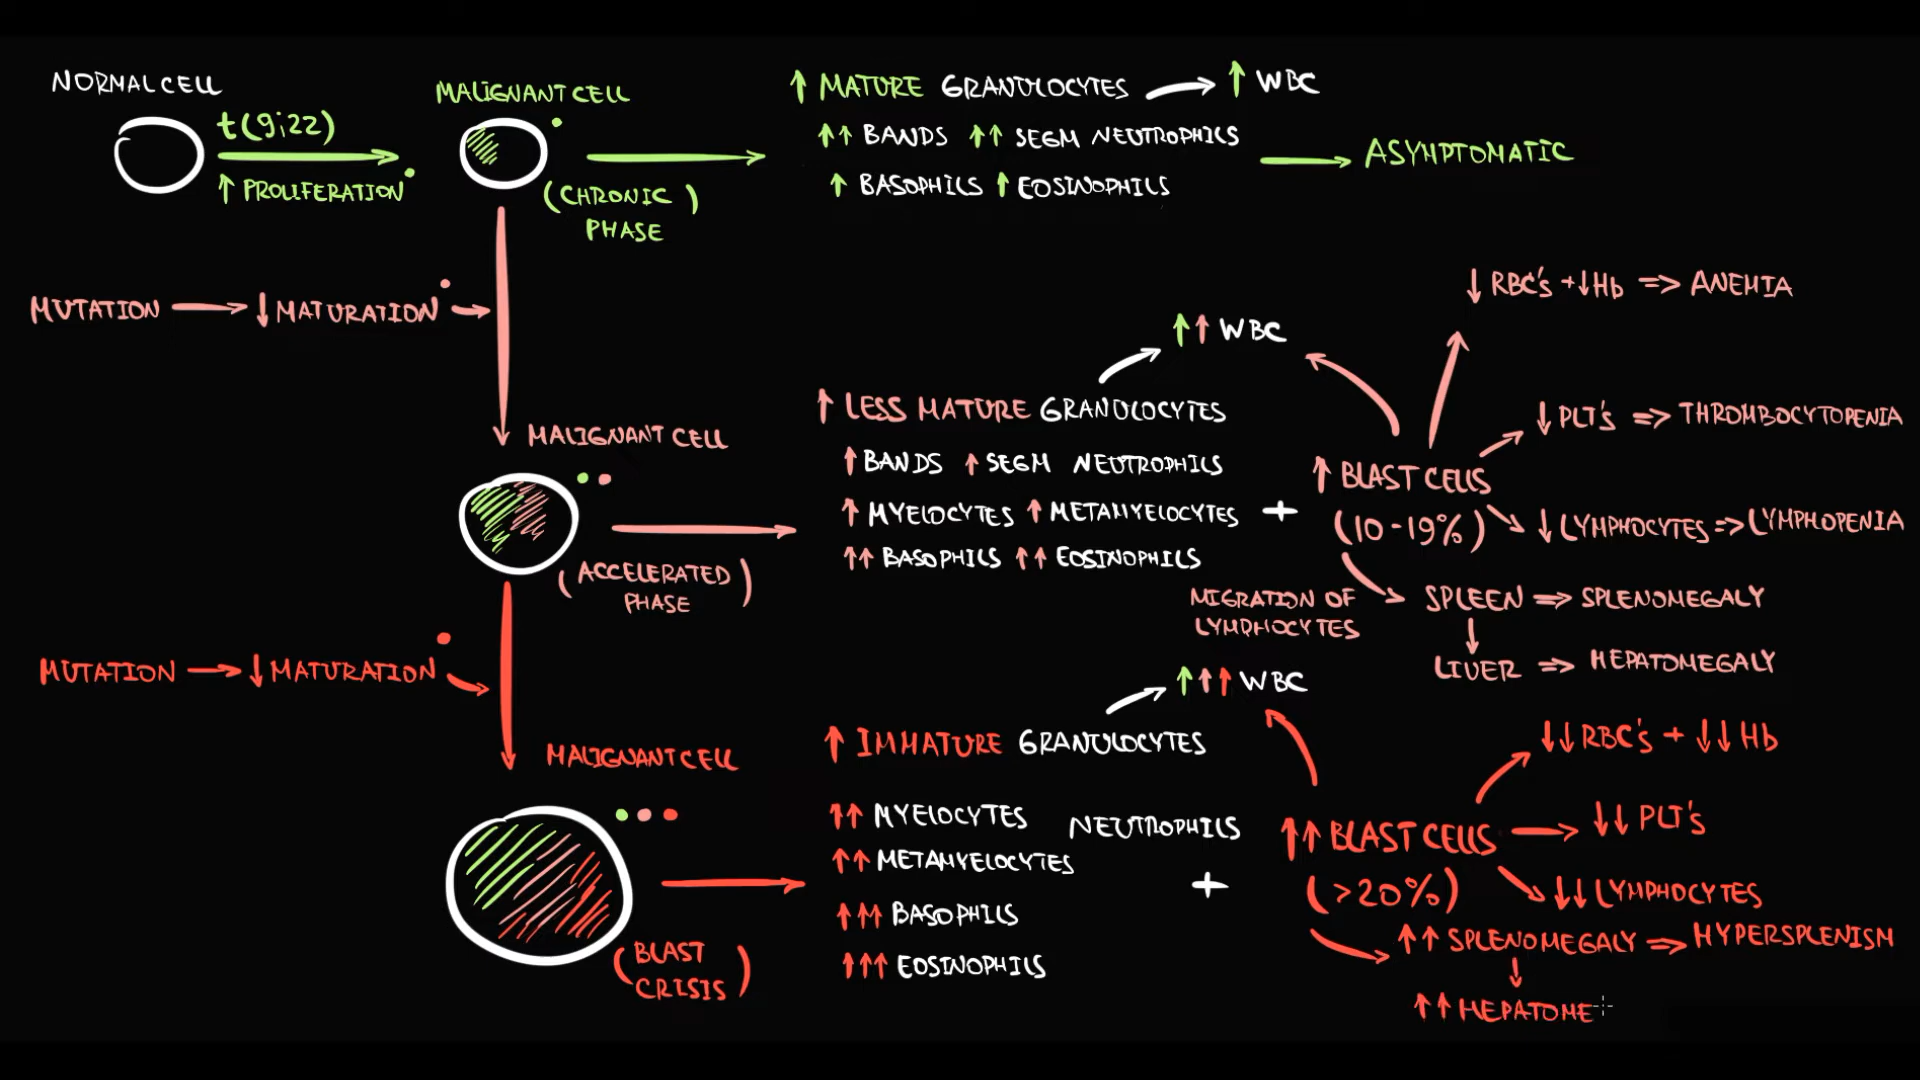 NORMAL CELL
t(9;22)
↑ PROLIFERATION
MALIGNANT CELL
(CHRONIC PHASE)
↑ MATURE GRANULOCYTES → ↑ WBC
↑↑ BANDS ↑↑ SEGM NEUTROPHILS
↑ BASOPHILS ↑ EOSINOPHILS
→ ASYMPTOMATIC
MUTATION → ↓ MATURATION →
MALIGNANT CELL
(ACCELERATED PHASE)
↑↑ WBC
↑ LESS MATURE GRANULOCYTES
↑ BANDS ↑ SEGM NEUTROPHILS
↑ MYELOCYTES ↑ METAMYELOCYTES +
↑↑ BASOPHILS ↑↑ EOSINOPHILS
↑ BLAST CELLS
(10-19%)
↓ RBC's + ↓ Hb => ANEMIA
↓ PLT's => THROMBOCYTOPENIA
↓ LYMPHOCYTES => LYMPHOPENIA
MIGRATION OF
LYMPHOCYTES
SPLEEN => SPLENOMEGALY
LIVER => HEPATOMEGALY
MUTATION → ↓ MATURATION →
MALIGNANT CELL
(BLAST CRISIS)
↑↑↑ WBC
↑ IMMATURE GRANULOCYTES
↑↑ MYELOCYTES NEUTROPHILS
↑↑ METAMYELOCYTES +
↑↑↑ BASOPHILS
↑↑↑ EOSINOPHILS
↑↑ BLAST CELLS
(>20%)
↓↓ RBC's + ↓↓ Hb
↓↓ PLT's
↓↓ LYMPHOCYTES
↑↑ SPLENOMEGALY => HYPERSPLENISM
↑↑ HEPATOME